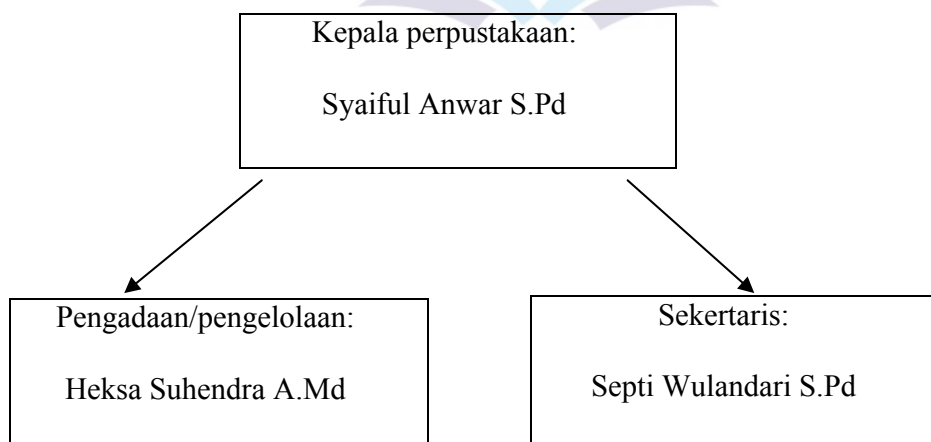 Kepala perpustakaan:
Syaiful Anwar S.Pd
Pengadaan/pengelolaan:
Heksa Suhendra A.Md
Sekertaris:
Septi Wulandari S.Pd